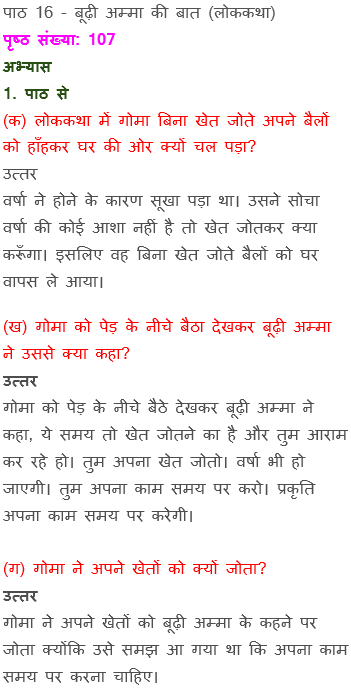 पाठ 16 - बूढ़ी अम्मा की बात (लोककथा)
पृष्ठ संख्या: 107
अभ्यास
1. पाठ से
(क) लोककथा में गोमा बिना खेत जोते अपने बैलों
को हाँहकर घर की ओर क्यों चल पड़ा?
उत्तर
वर्षा ने होने के कारण सूखा पड़ा था। उसने सोचा
वर्षा की कोई आशा नहीं है तो खेत जोतकर क्या
करूँगा। इसलिए वह बिना खेत जोते बैलों को घर
वापस ले आया।
(ख) गोमा को पेड़ के नीचे बैठा देखकर बूढ़ी अम्मा
ने उससे क्या कहा?
उत्तर
गोमा को पेड़ के नीचे बैठे देखकर बूढ़ी अम्मा ने
कहा, ये समय तो खेत जोतने का है और तुम आराम
कर रहे हो। तुम अपना खेत जोतो। वर्षा भी हो
जाएगी। तुम अपना काम समय पर करो। प्रकृति
अपना काम समय पर करेगी।
(ग) गोमा ने अपने खेतों को क्यों जोता?
उत्तर
गोमा ने अपने खेतों को बूढ़ी अम्मा के कहने पर
जोता क्योंकि उसे समझ आ गया था कि अपना काम
समय पर करना चाहिए।